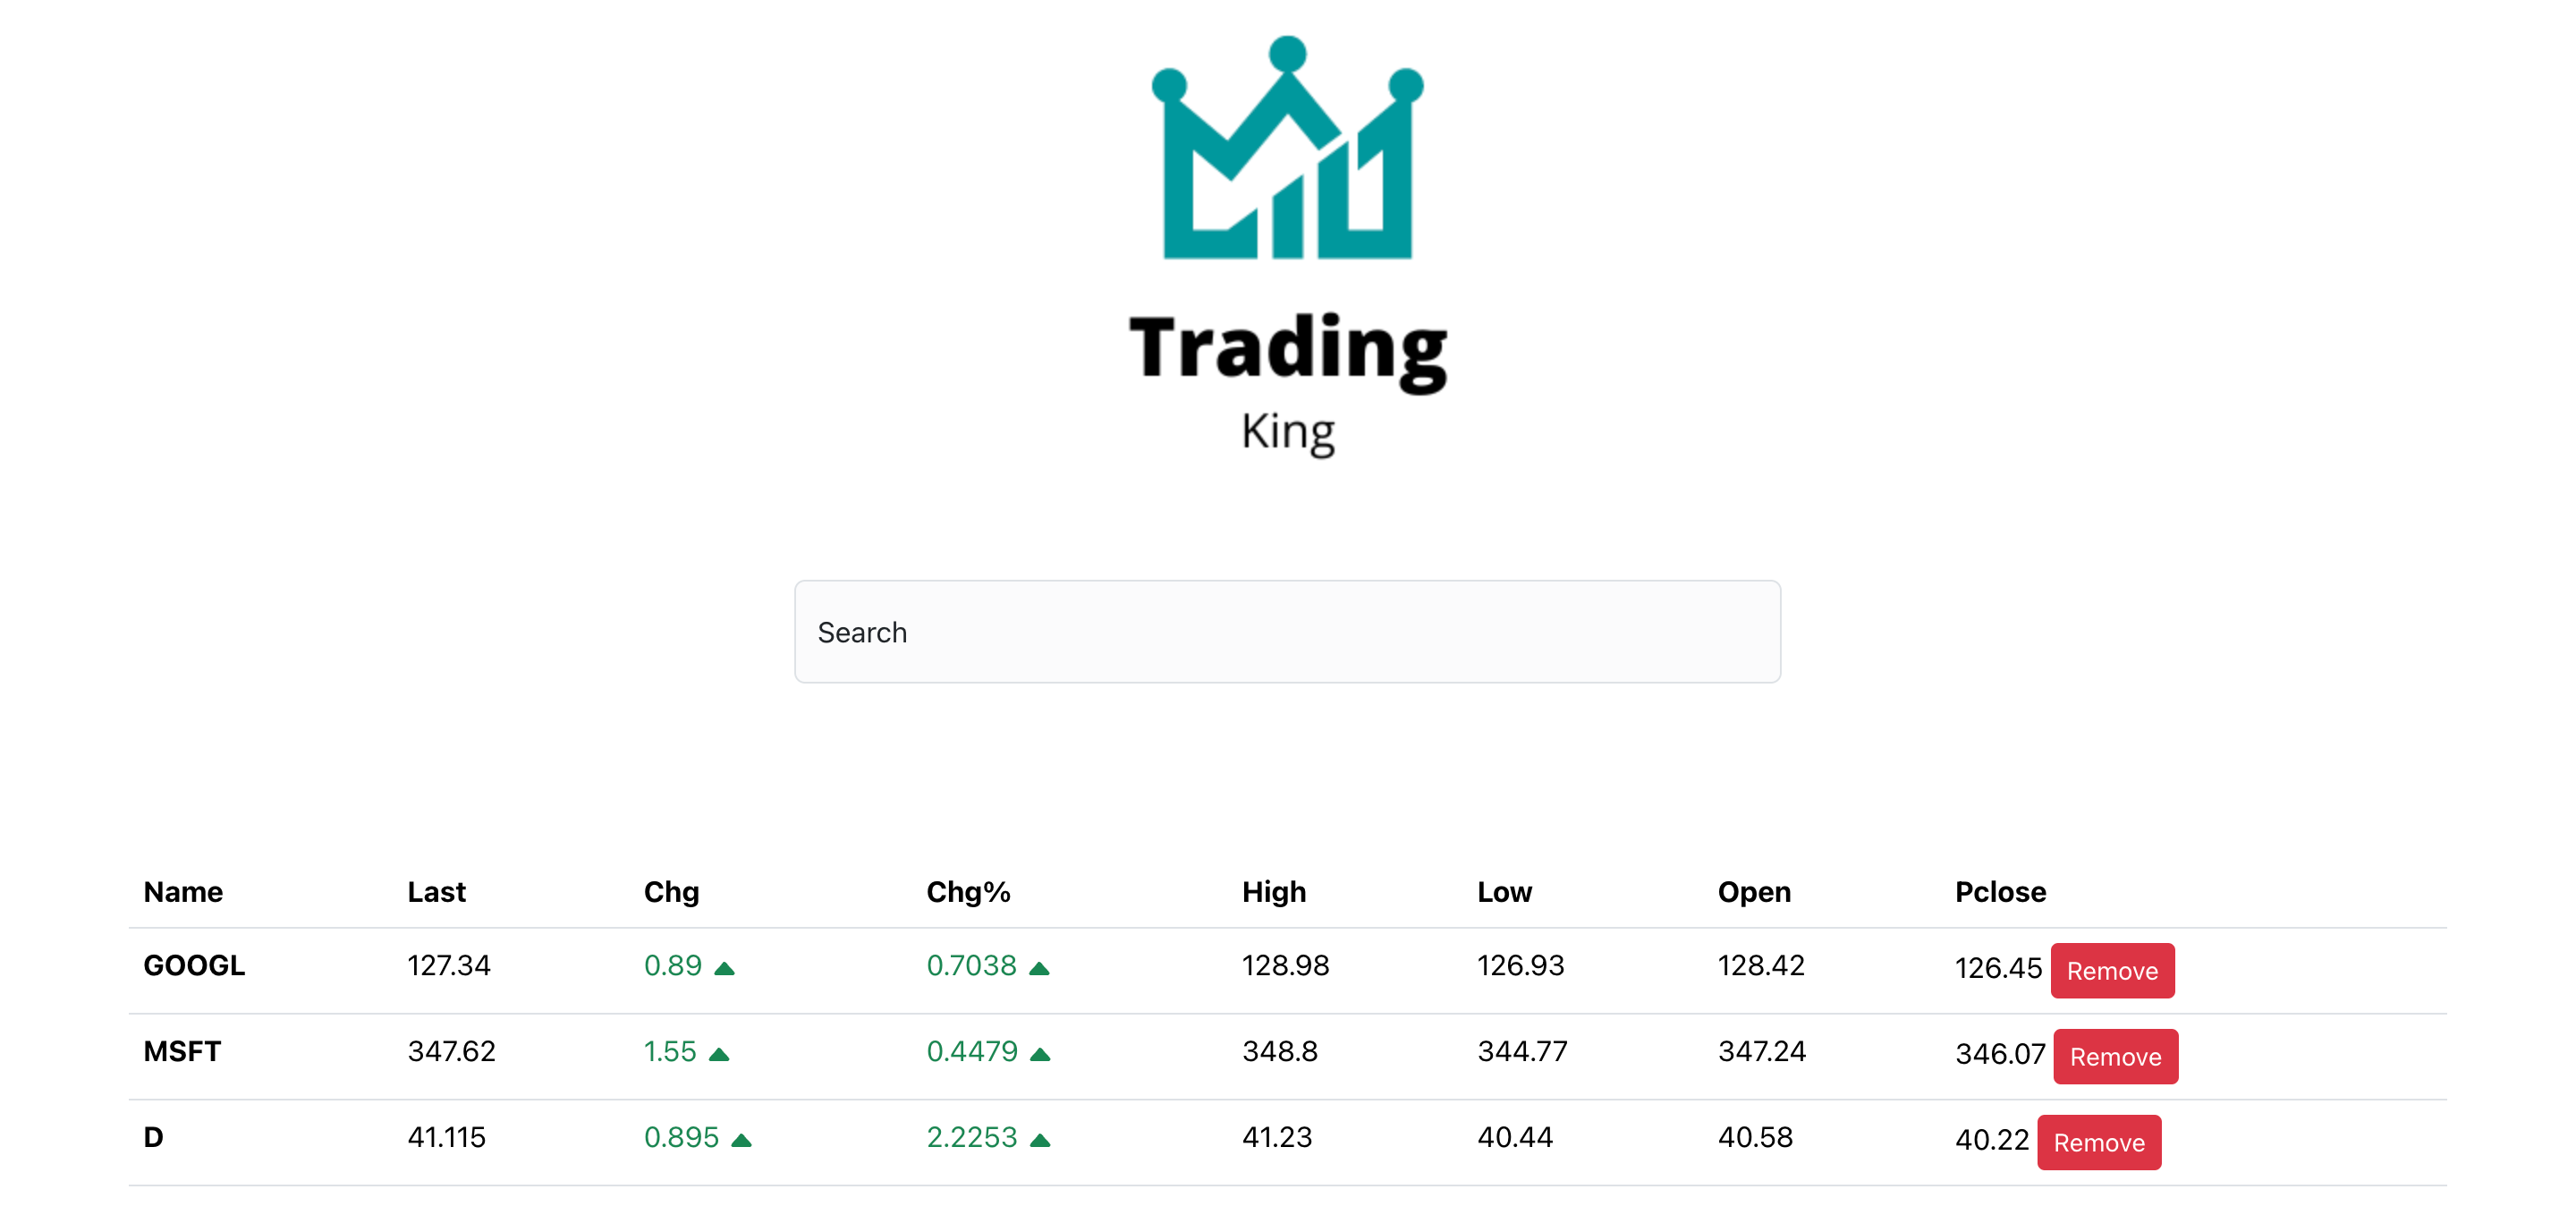 Trading
King
Search
Name Last Chg Chg% High Low Open Pclose
GOOGL 127.34 0.89 ▲ 0.7038 ▲ 128.98 126.93 128.42 126.45 Remove
MSFT 347.62 1.55 ▲ 0.4479 ▲ 348.8 344.77 347.24 346.07 Remove
D 41.115 0.895 ▲ 2.2253 ▲ 41.23 40.44 40.58 40.22 Remove